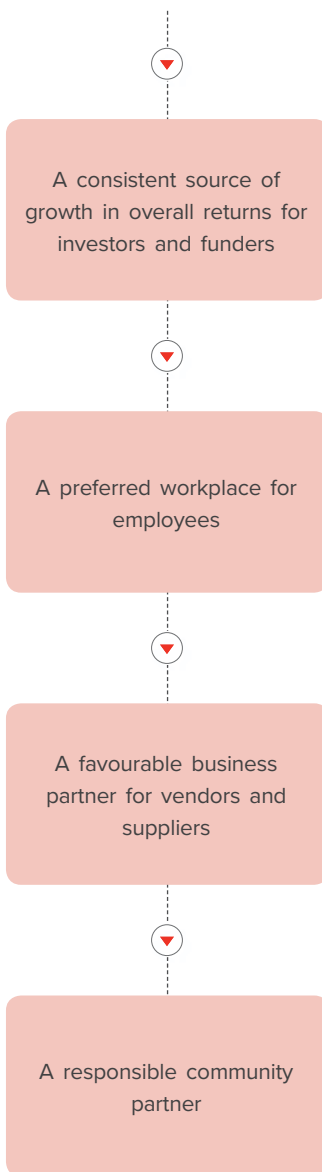 A consistent source of
growth in overall returns for
investors and funders
A preferred workplace for
employees
A favourable business
partner for vendors and
suppliers
A responsible community
partner